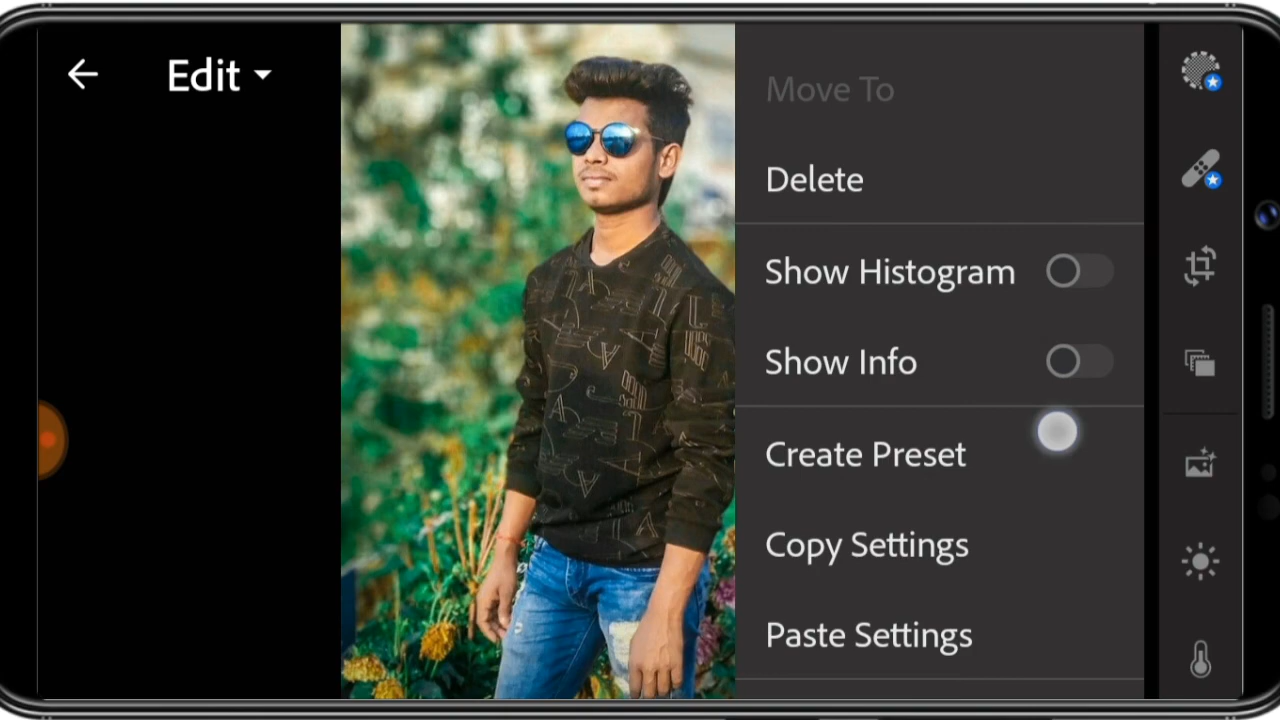 Edit
Move To
Delete
Show Histogram
Show Info
Create Preset
Copy Settings
Paste Settings